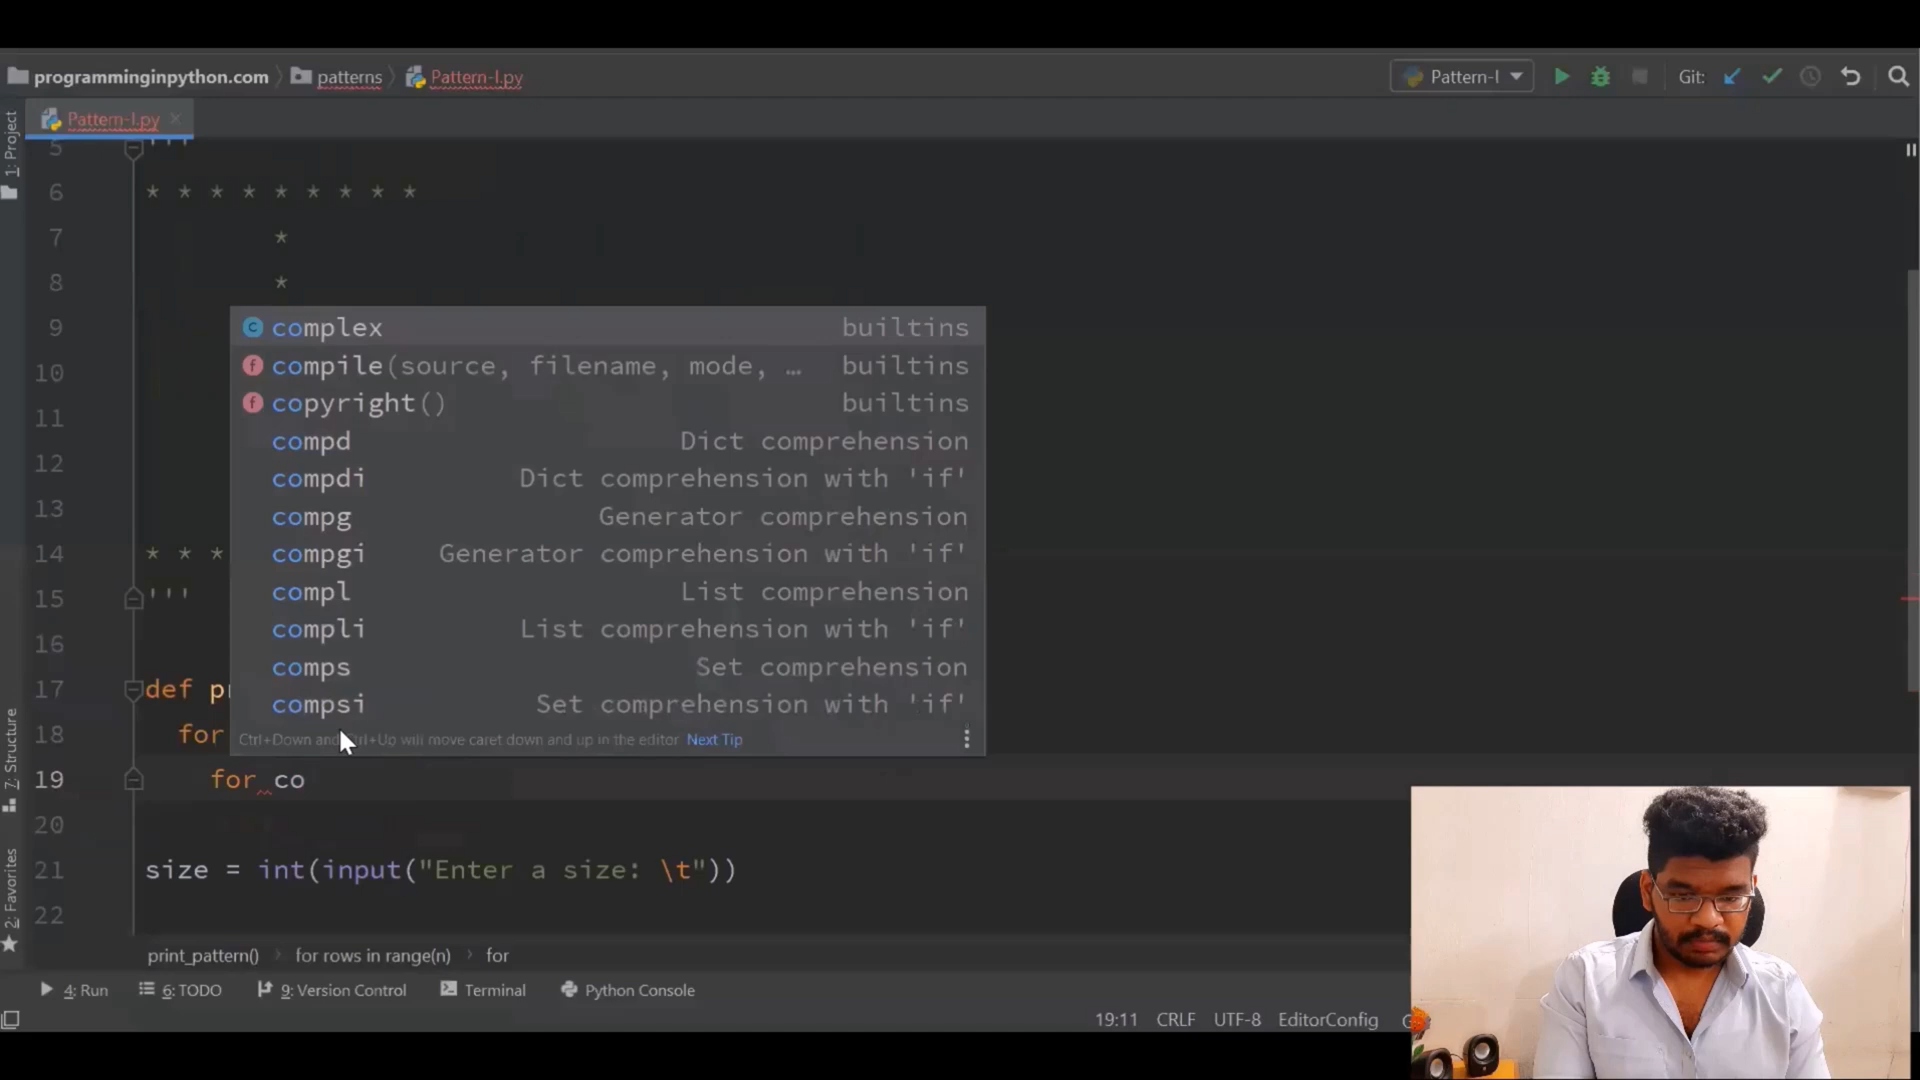 programminginpython.com patterns Pattern-I.py
Pattern-I Git:
Pattern-I.py
1: Project
5 '''
6 * * * * * * * * *
7 *
8 *
9
10
11
12
13
14 * * *
15 '''
16
17 def p
18 for
19 for co
20
21 size = int(input("Enter a size: \t"))
22
complex builtins
compile(source, filename, mode, … builtins
copyright() builtins
compd Dict comprehension
compdi Dict comprehension with 'if'
compg Generator comprehension
compgi Generator comprehension with 'if'
compl List comprehension
compli List comprehension with 'if'
comps Set comprehension
compsi Set comprehension with 'if'
Ctrl+Down and Ctrl+Up will move caret down and up in the editor Next Tip
7: Structure
2: Favorites
print_pattern() for rows in range(n) for
4: Run 6: TODO 9: Version Control Terminal Python Console
19:11 CRLF UTF-8 EditorConfig